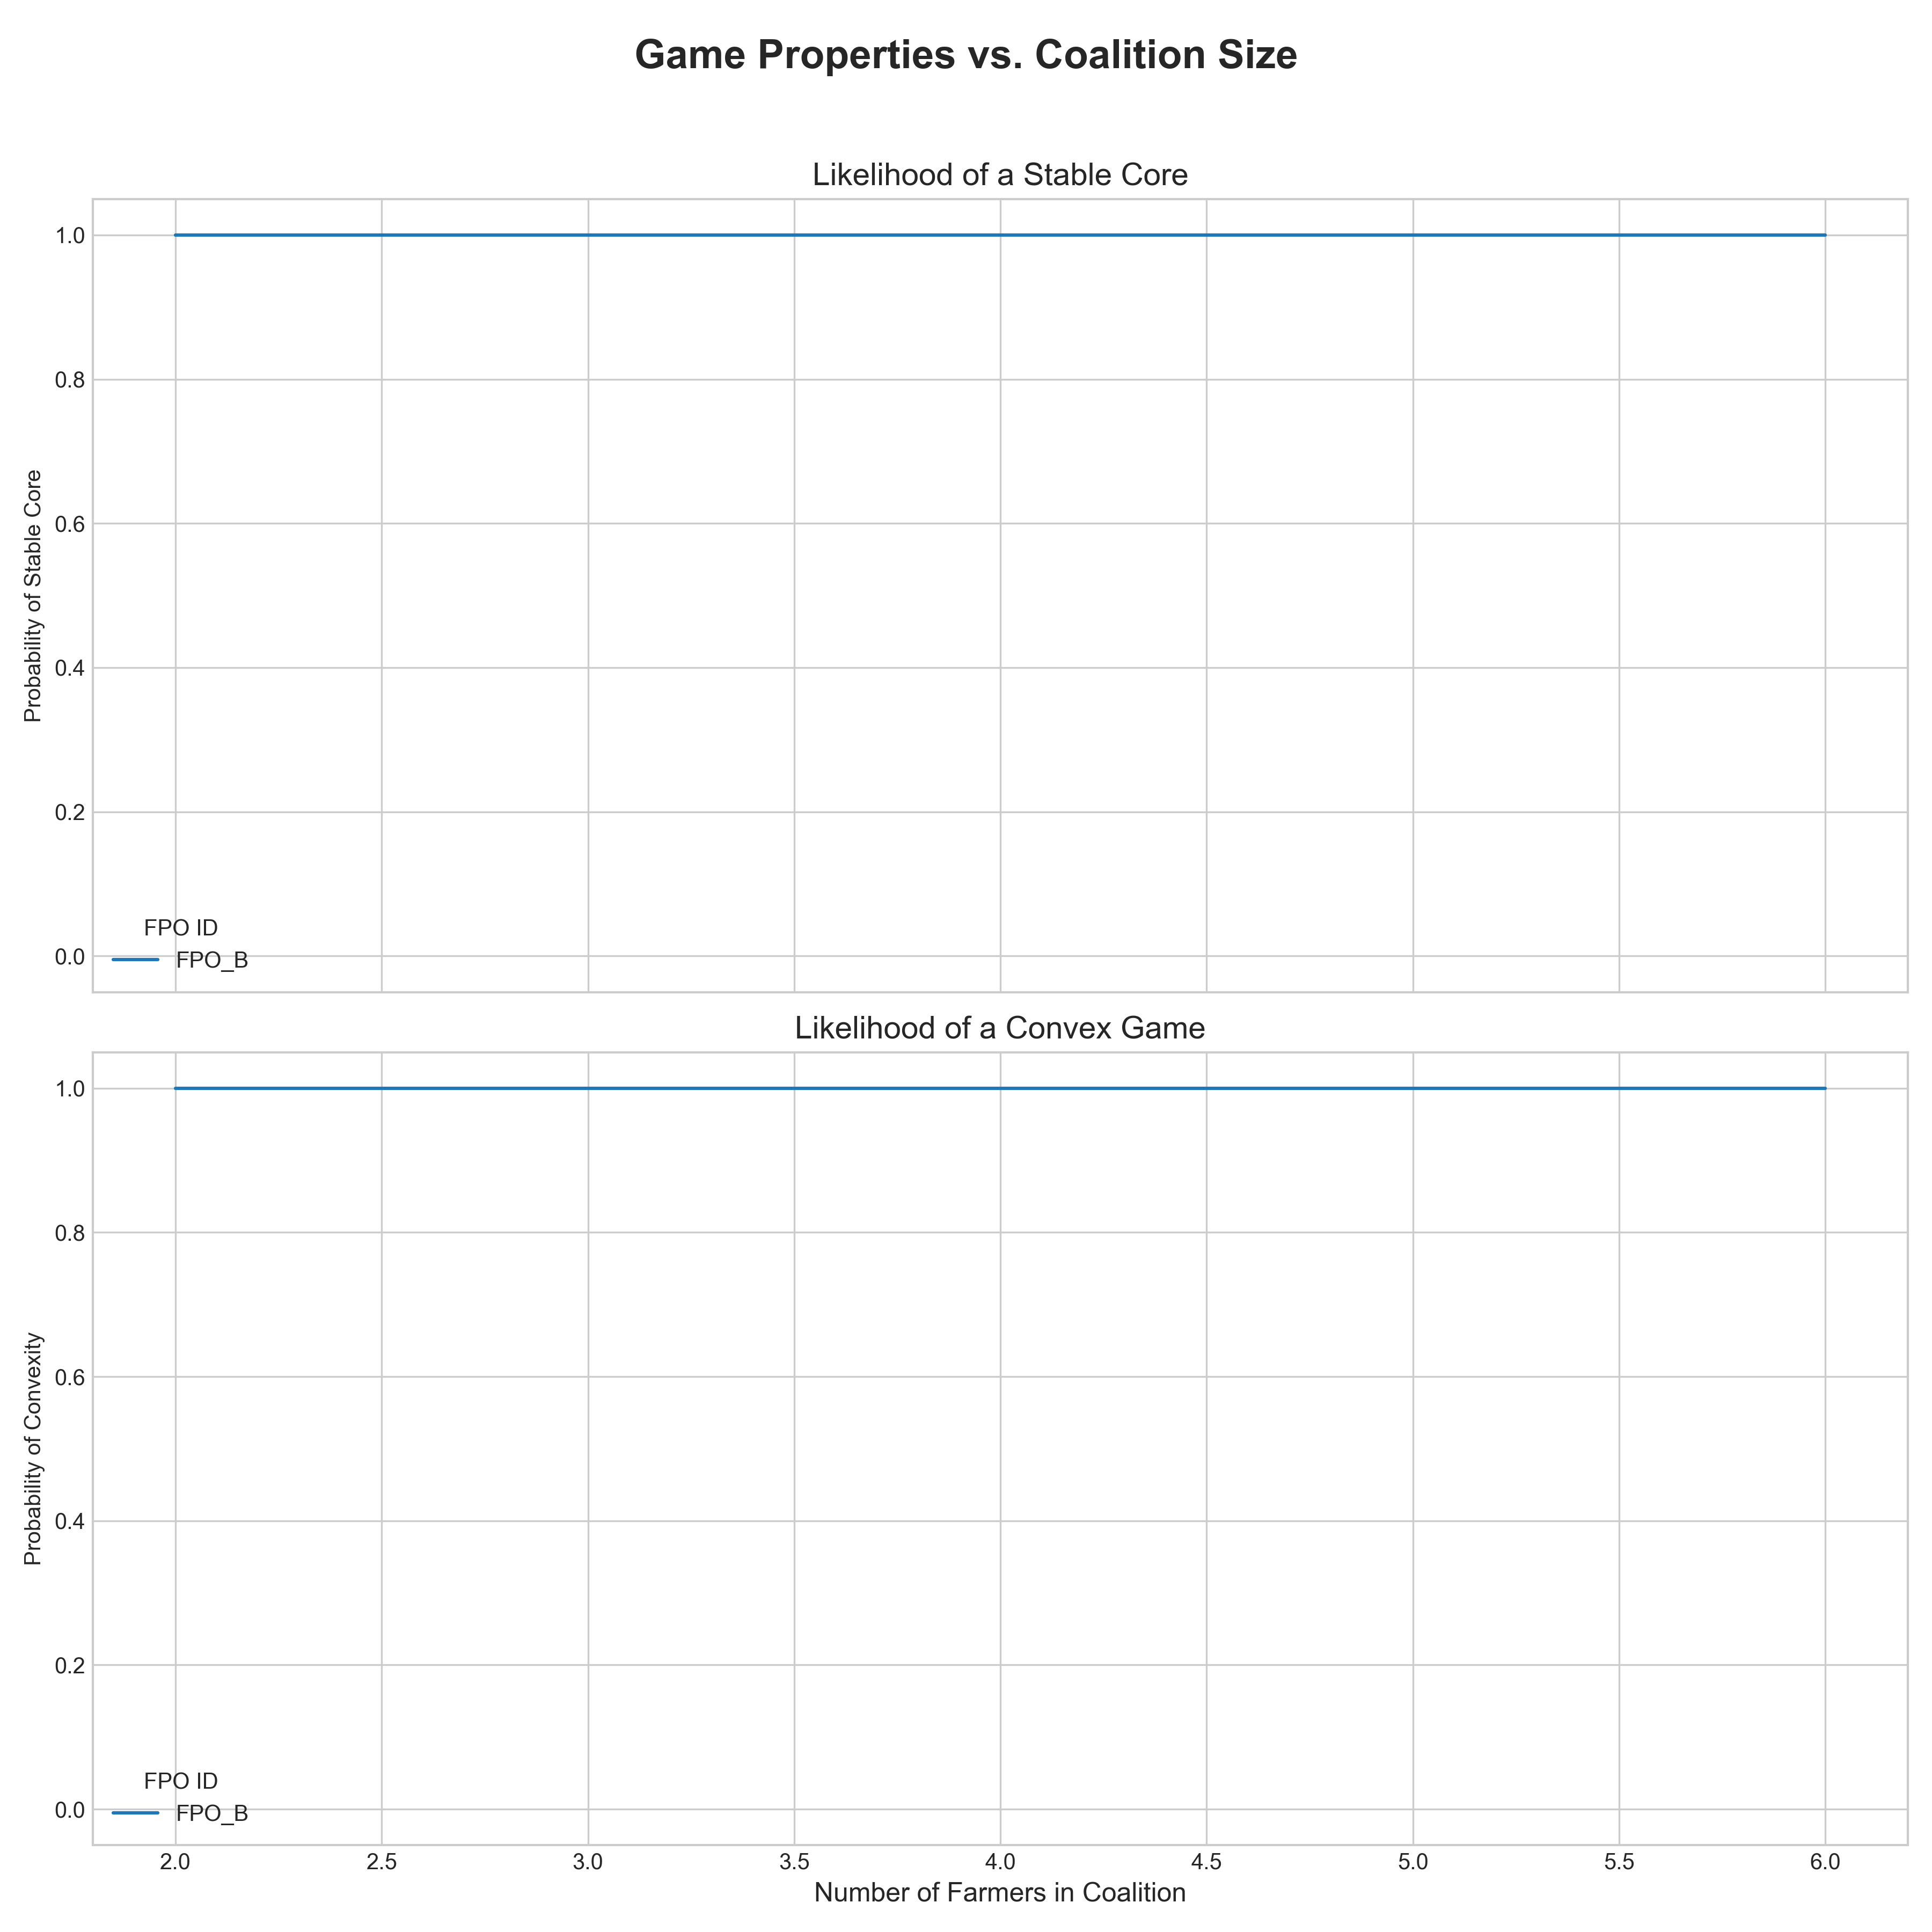 Game Properties vs. Coalition Size
Likelihood of a Stable Core
Probability of Stable Core
1.0
0.8
0.6
0.4
0.2
0.0
FPO ID
FPO_B
Likelihood of a Convex Game
Probability of Convexity
1.0
0.8
0.6
0.4
0.2
0.0
FPO ID
FPO_B
2.0 2.5 3.0 3.5 4.0 4.5 5.0 5.5 6.0
Number of Farmers in Coalition